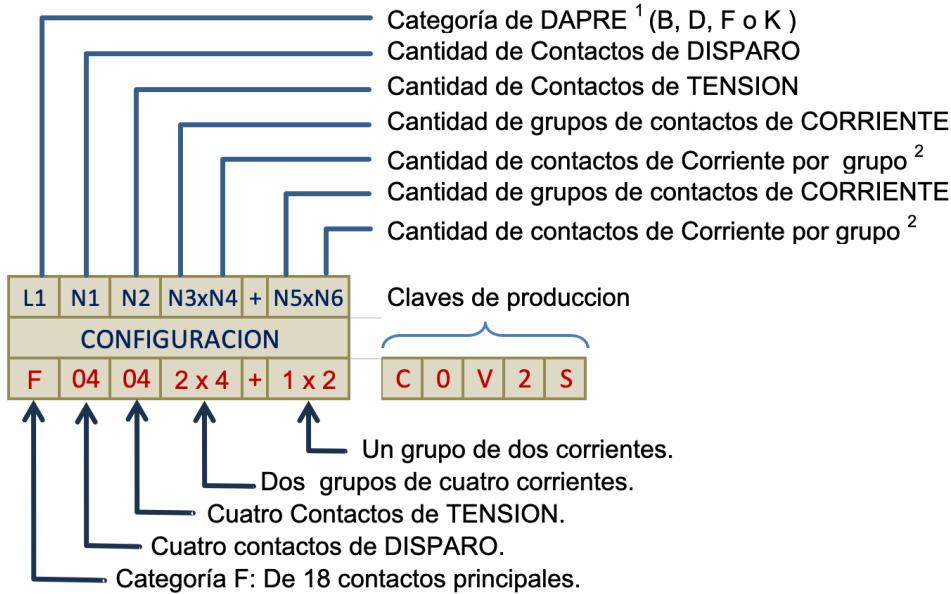 Categoría de DAPRE ¹ (B, D, F o K )
Cantidad de Contactos de DISPARO
Cantidad de Contactos de TENSION
Cantidad de grupos de contactos de CORRIENTE
Cantidad de contactos de Corriente por grupo ²
Cantidad de grupos de contactos de CORRIENTE
Cantidad de contactos de Corriente por grupo ²
L1 N1 N2 N3xN4 + N5xN6
Claves de produccion
CONFIGURACION
F 04 04 2 x 4 + 1 x 2 C 0 V 2 S
Un grupo de dos corrientes.
Dos grupos de cuatro corrientes.
Cuatro Contactos de TENSION.
Cuatro contactos de DISPARO.
Categoría F: De 18 contactos principales.